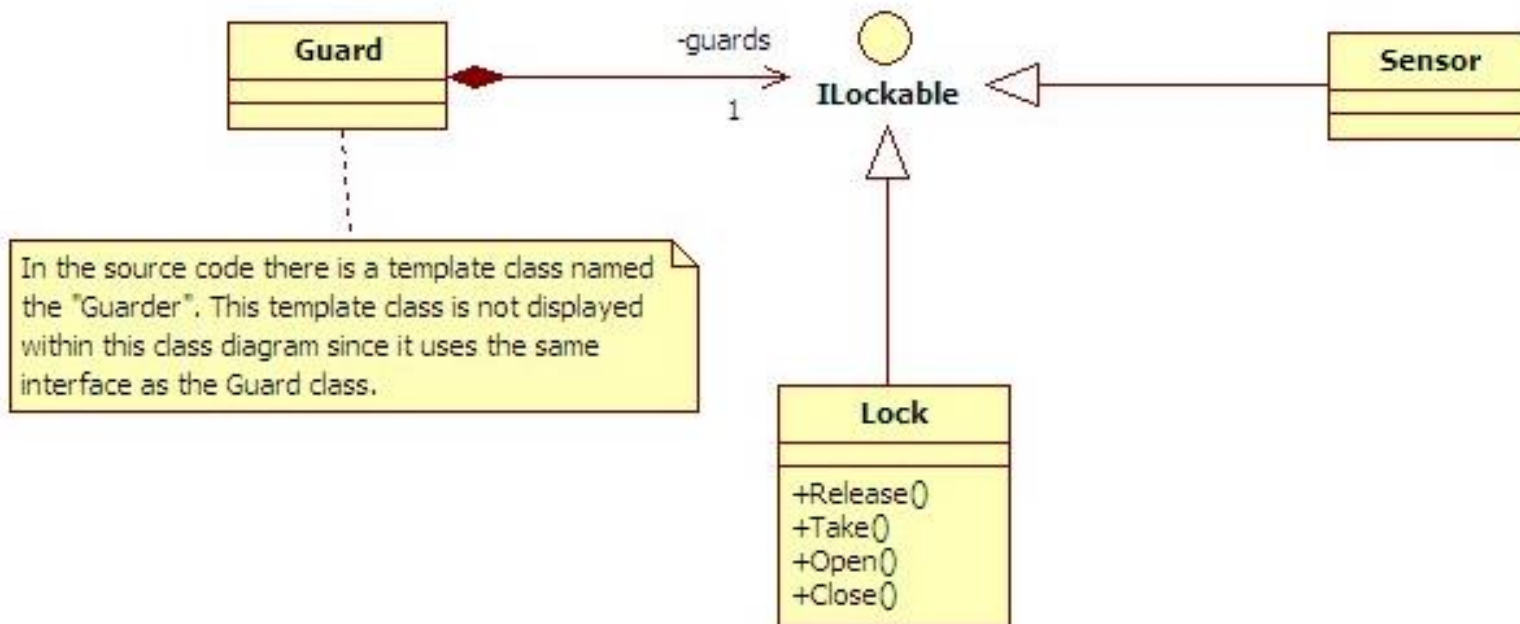 Guard
-guards
1
ILockable
Sensor
In the source code there is a template class named
the "Guarder". This template class is not displayed
within this class diagram since it uses the same
interface as the Guard class.
Lock
+Release()
+Take()
+Open()
+Close()